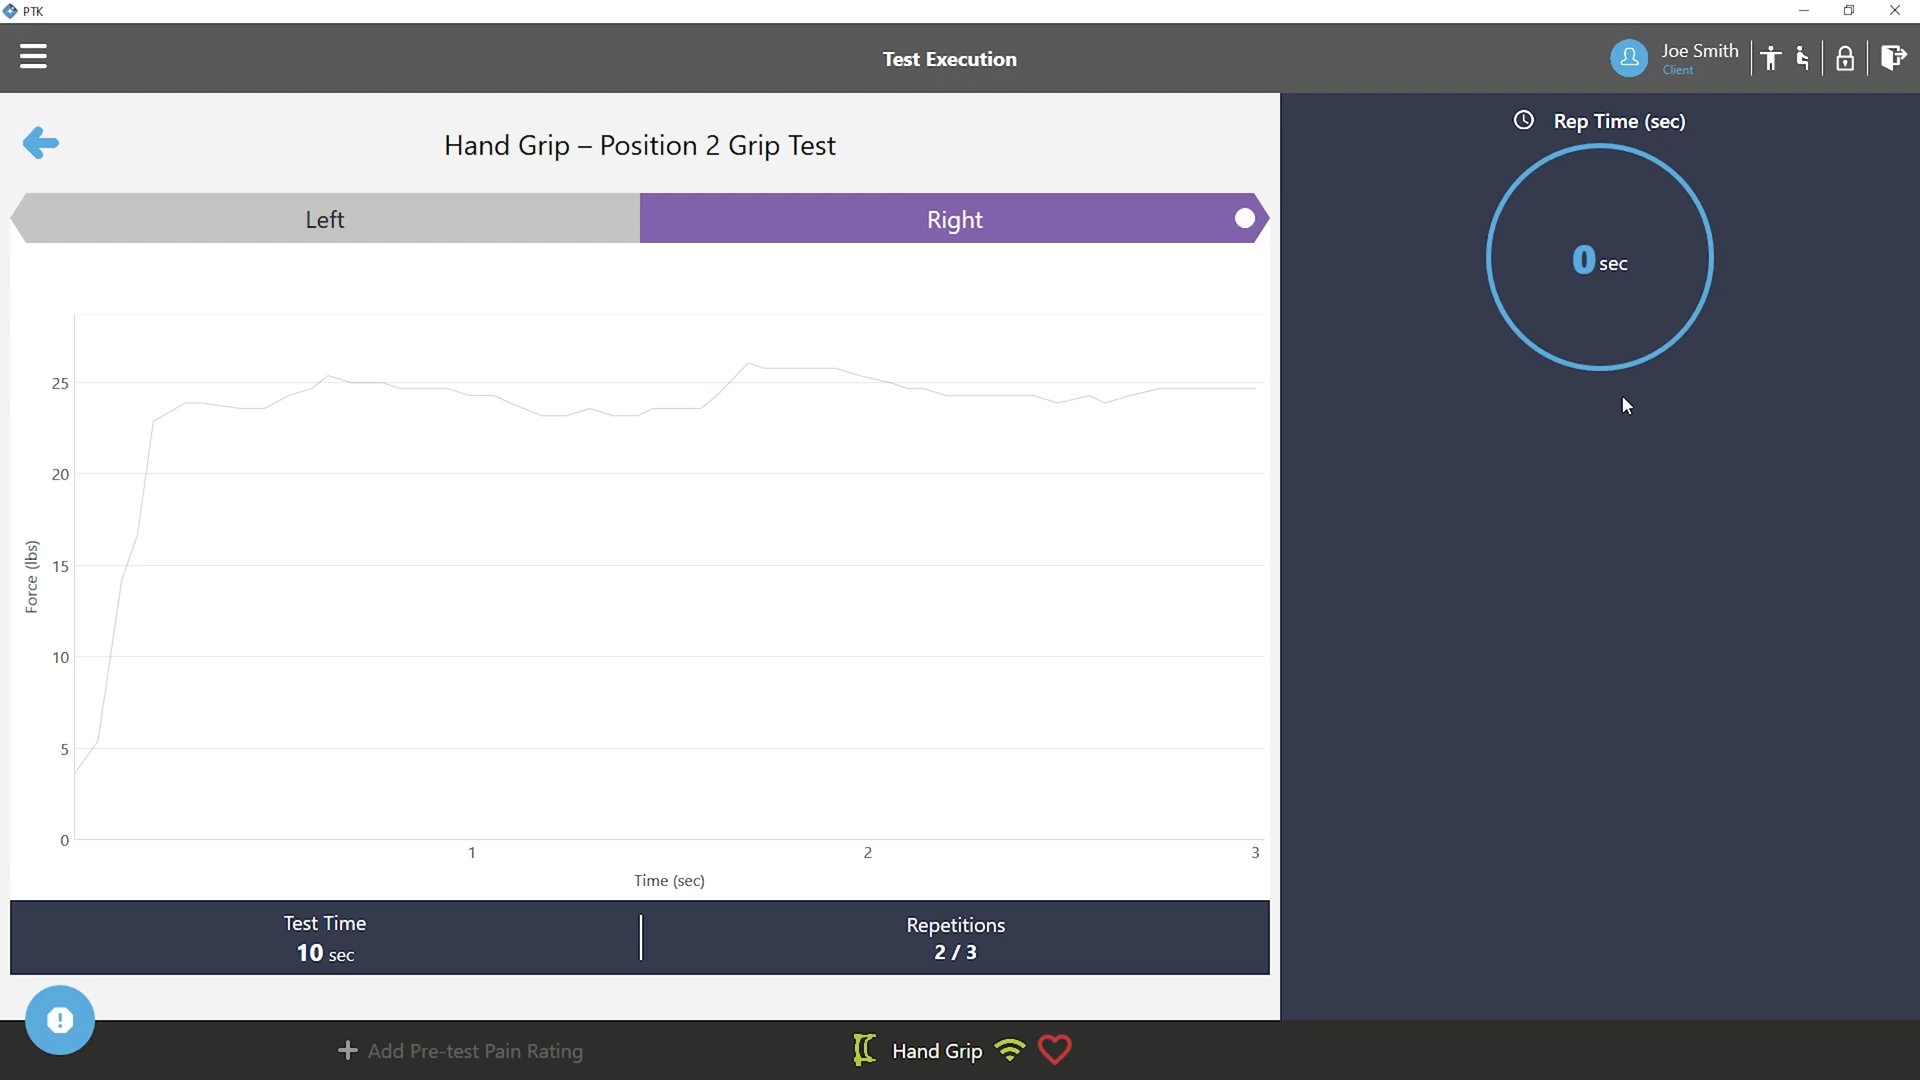 PTK
Test Execution
Joe Smith
Client
Hand Grip – Position 2 Grip Test
Left
Right
Force (lbs)
25
20
15
10
5
0
1
2
3
Time (sec)
Test Time
10 sec
Repetitions
2 / 3
Rep Time (sec)
0 sec
+ Add Pre-test Pain Rating
Hand Grip